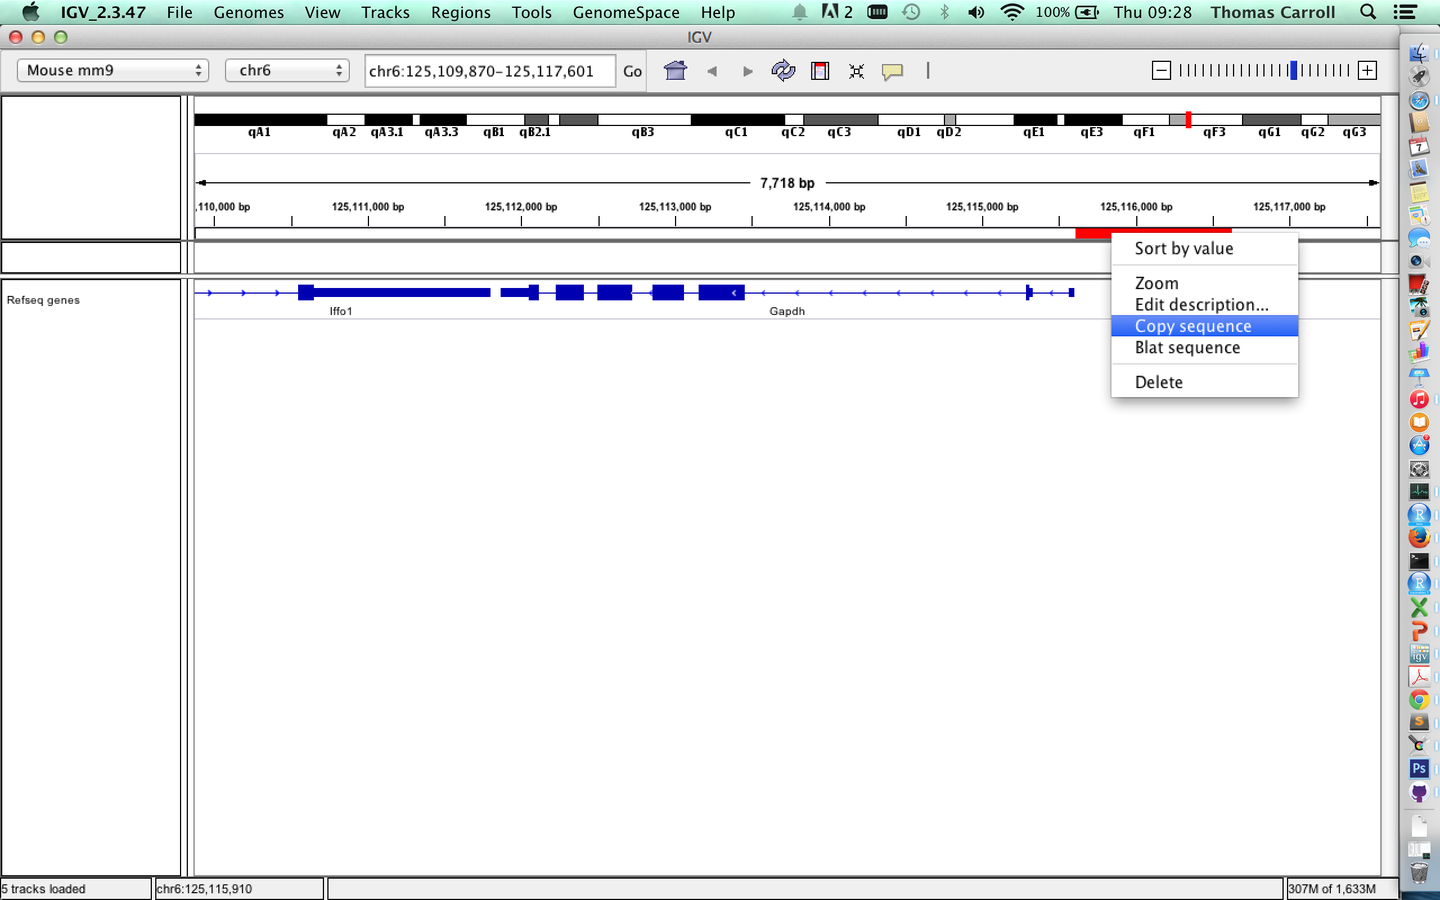 IGV_2.3.47 File Genomes View Tracks Regions Tools GenomeSpace Help 2 100% Thu 09:28 Thomas Carroll
IGV
Mouse mm9 chr6 chr6:125,109,870-125,117,601 Go
qA1 qA2 qA3.1 qA3.3 qB1 qB2.1 qB3 qC1 qC2 qC3 qD1 qD2 qE1 qE3 qF1 qF3 qG1 qG2 qG3
7,718 bp
,110,000 bp 125,111,000 bp 125,112,000 bp 125,113,000 bp 125,114,000 bp 125,115,000 bp 125,116,000 bp 125,117,000 bp
Sort by value
Zoom
Edit description...
Copy sequence
Blat sequence
Delete
Refseq genes
Iffo1 Gapdh
5 tracks loaded chr6:125,115,910 307M of 1,633M
7
R
R
igv
S
Ps